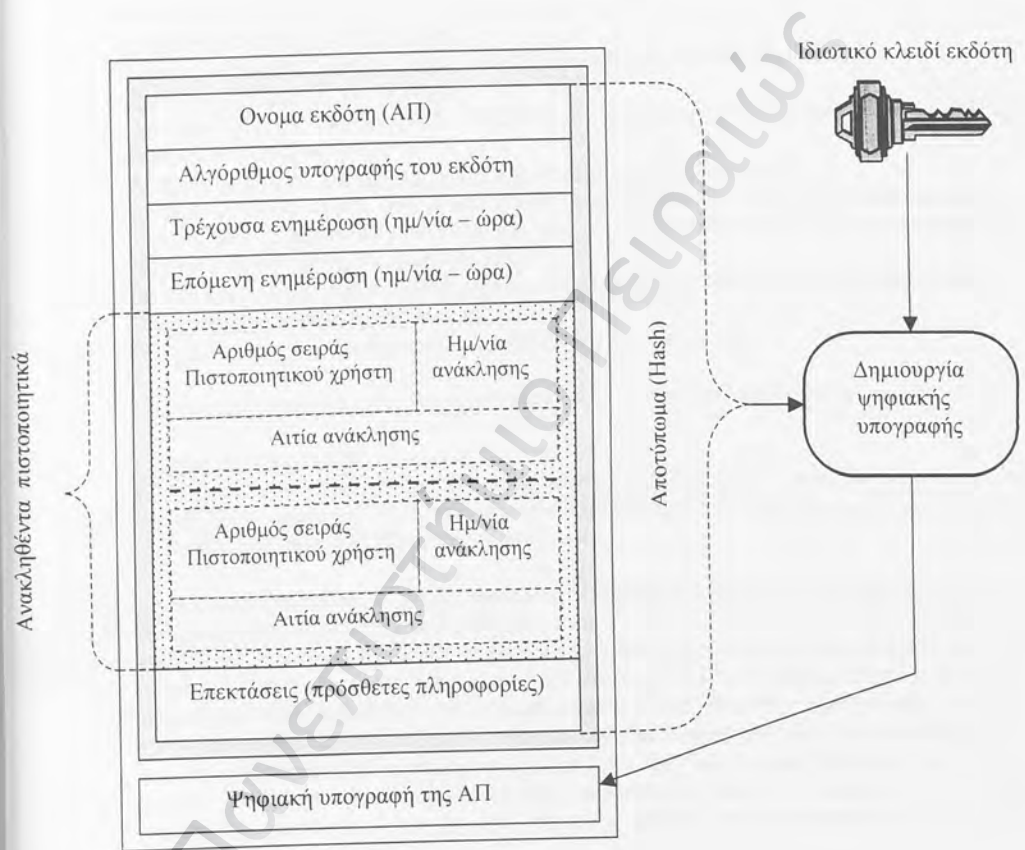 Ιδιωτικό κλειδί εκδότη
Ονομα εκδότη (ΑΠ)
Αλγόριθμος υπογραφής του εκδότη
Τρέχουσα ενημέρωση (ημ/νία – ώρα)
Επόμενη ενημέρωση (ημ/νία – ώρα)
Ανακληθέντα πιστοποιητικά
Αριθμός σειράς
Πιστοποιητικού χρήστη
Ημ/νία
ανάκλησης
Αιτία ανάκλησης
Αριθμός σειράς
Πιστοποιητικού χρήστη
Ημ/νία
ανάκλησης
Αιτία ανάκλησης
Επεκτάσεις (πρόσθετες πληροφορίες)
Αποτύπωμα (Hash)
Δημιουργία
ψηφιακής
υπογραφής
Ψηφιακή υπογραφή της ΑΠ
Πανεπιστήμιο Πειραιώς